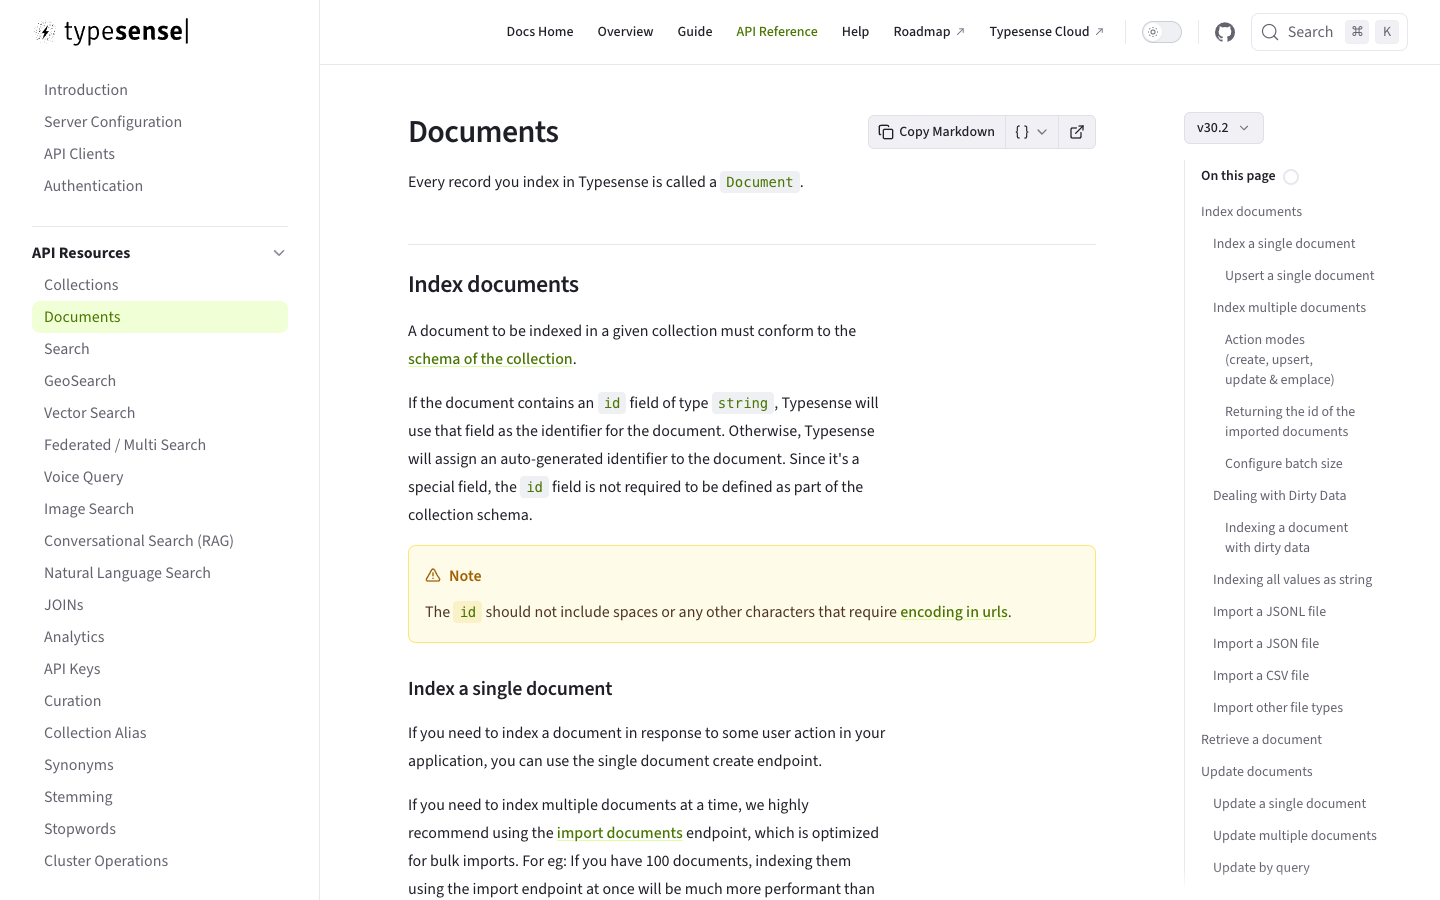 typesense|
Docs Home
Overview
Guide
API Reference
Help
Roadmap
Typesense Cloud
Search
⌘
K
Introduction
Server Configuration
API Clients
Authentication
API Resources
Collections
Documents
Search
GeoSearch
Vector Search
Federated / Multi Search
Voice Query
Image Search
Conversational Search (RAG)
Natural Language Search
JOINs
Analytics
API Keys
Curation
Collection Alias
Synonyms
Stemming
Stopwords
Cluster Operations
Documents
Copy Markdown
{ }
Every record you index in Typesense is called a Document.
Index documents
A document to be indexed in a given collection must conform to the
schema of the collection.
If the document contains an id field of type string, Typesense will
use that field as the identifier for the document. Otherwise, Typesense
will assign an auto-generated identifier to the document. Since it's a
special field, the id field is not required to be defined as part of the
collection schema.
Note
The id should not include spaces or any other characters that require encoding in urls.
Index a single document
If you need to index a document in response to some user action in your
application, you can use the single document create endpoint.
If you need to index multiple documents at a time, we highly
recommend using the import documents endpoint, which is optimized
for bulk imports. For eg: If you have 100 documents, indexing them
using the import endpoint at once will be much more performant than
v30.2
On this page
Index documents
Index a single document
Upsert a single document
Index multiple documents
Action modes
(create, upsert,
update & emplace)
Returning the id of the
imported documents
Configure batch size
Dealing with Dirty Data
Indexing a document
with dirty data
Indexing all values as string
Import a JSONL file
Import a JSON file
Import a CSV file
Import other file types
Retrieve a document
Update documents
Update a single document
Update multiple documents
Update by query